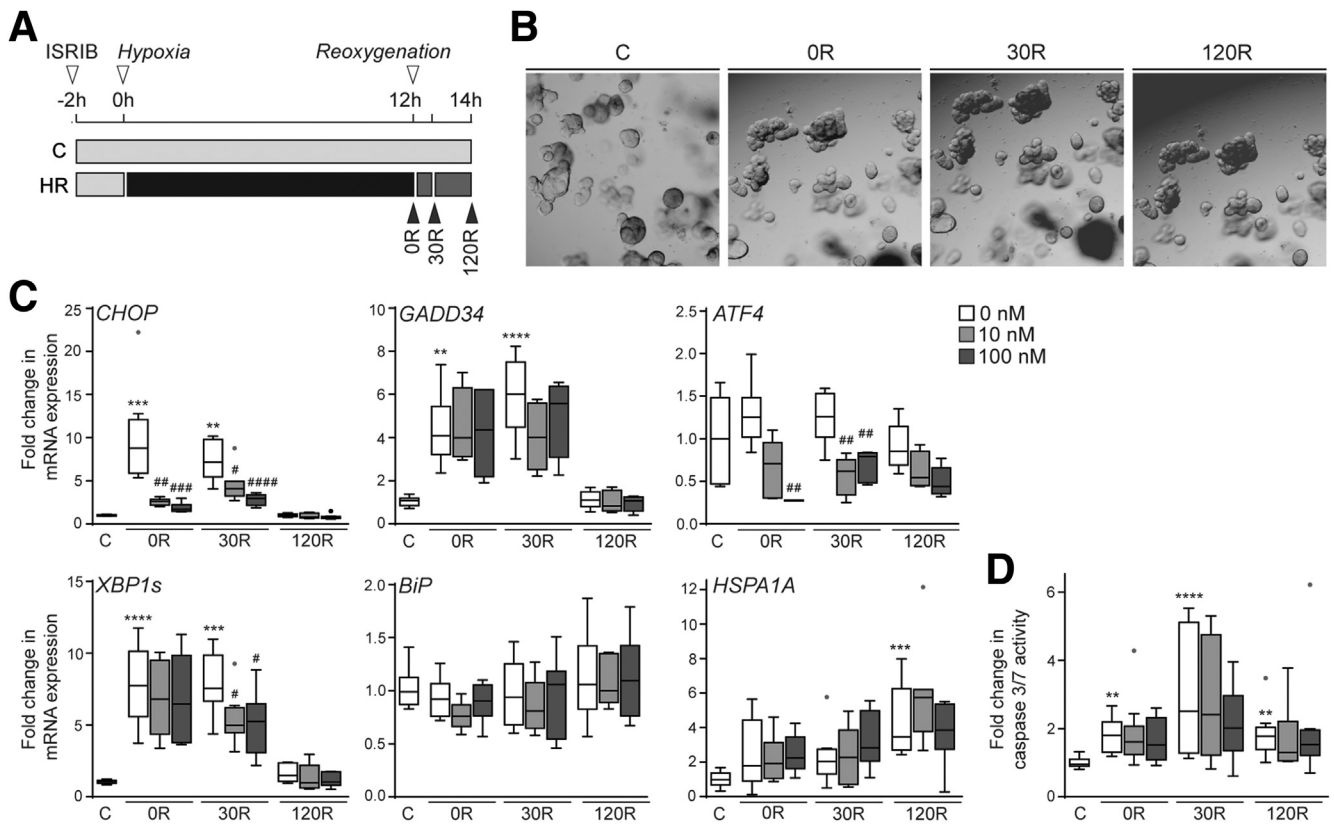 A
ISRIB Hypoxia Reoxygenation
-2h 0h 12h 14h
C
HR
0R 30R 120R
B
C 0R 30R 120R
C
CHOP
Fold change in
mRNA expression
25
20
15
10
5
0
***
##
###
**
#
####
C 0R 30R 120R
GADD34
10
8
6
4
2
0
**
****
C 0R 30R 120R
ATF4
2.5
2.0
1.5
1.0
0.5
0.0
##
##
##
C 0R 30R 120R
0 nM
10 nM
100 nM
XBP1s
Fold change in
mRNA expression
15
10
5
0
****
***
#
#
C 0R 30R 120R
BiP
2.0
1.5
1.0
0.5
0.0
C 0R 30R 120R
HSPA1A
12
10
8
6
4
2
0
***
C 0R 30R 120R
D
Fold change in
caspase 3/7 activity
6
4
2
0
**
****
**
C 0R 30R 120R